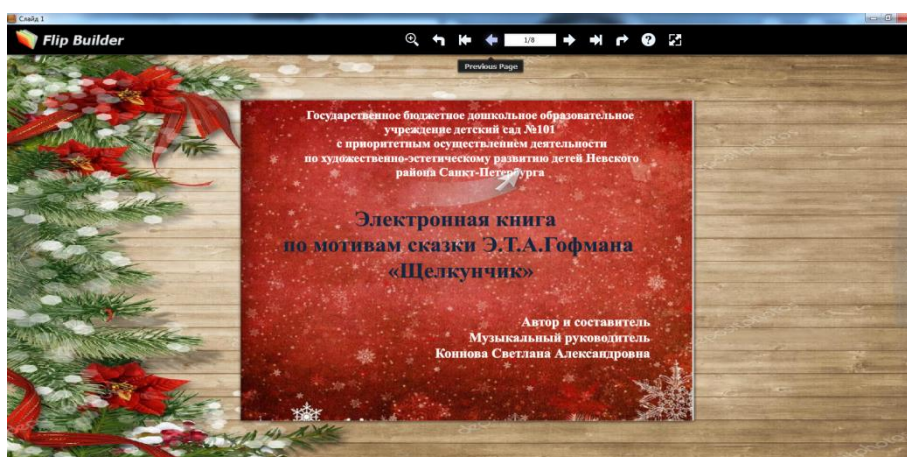 Слайд 1
Flip Builder
1/8
Previous Page
Государственное бюджетное дошкольное образовательное
учреждение детский сад №101
с приоритетным осуществлением деятельности
по художественно-эстетическому развитию детей Невского
района Санкт-Петербурга
Электронная книга
по мотивам сказки Э.Т.А.Гофмана
«Щелкунчик»
Автор и составитель
Музыкальный руководитель
Коннова Светлана Александровна